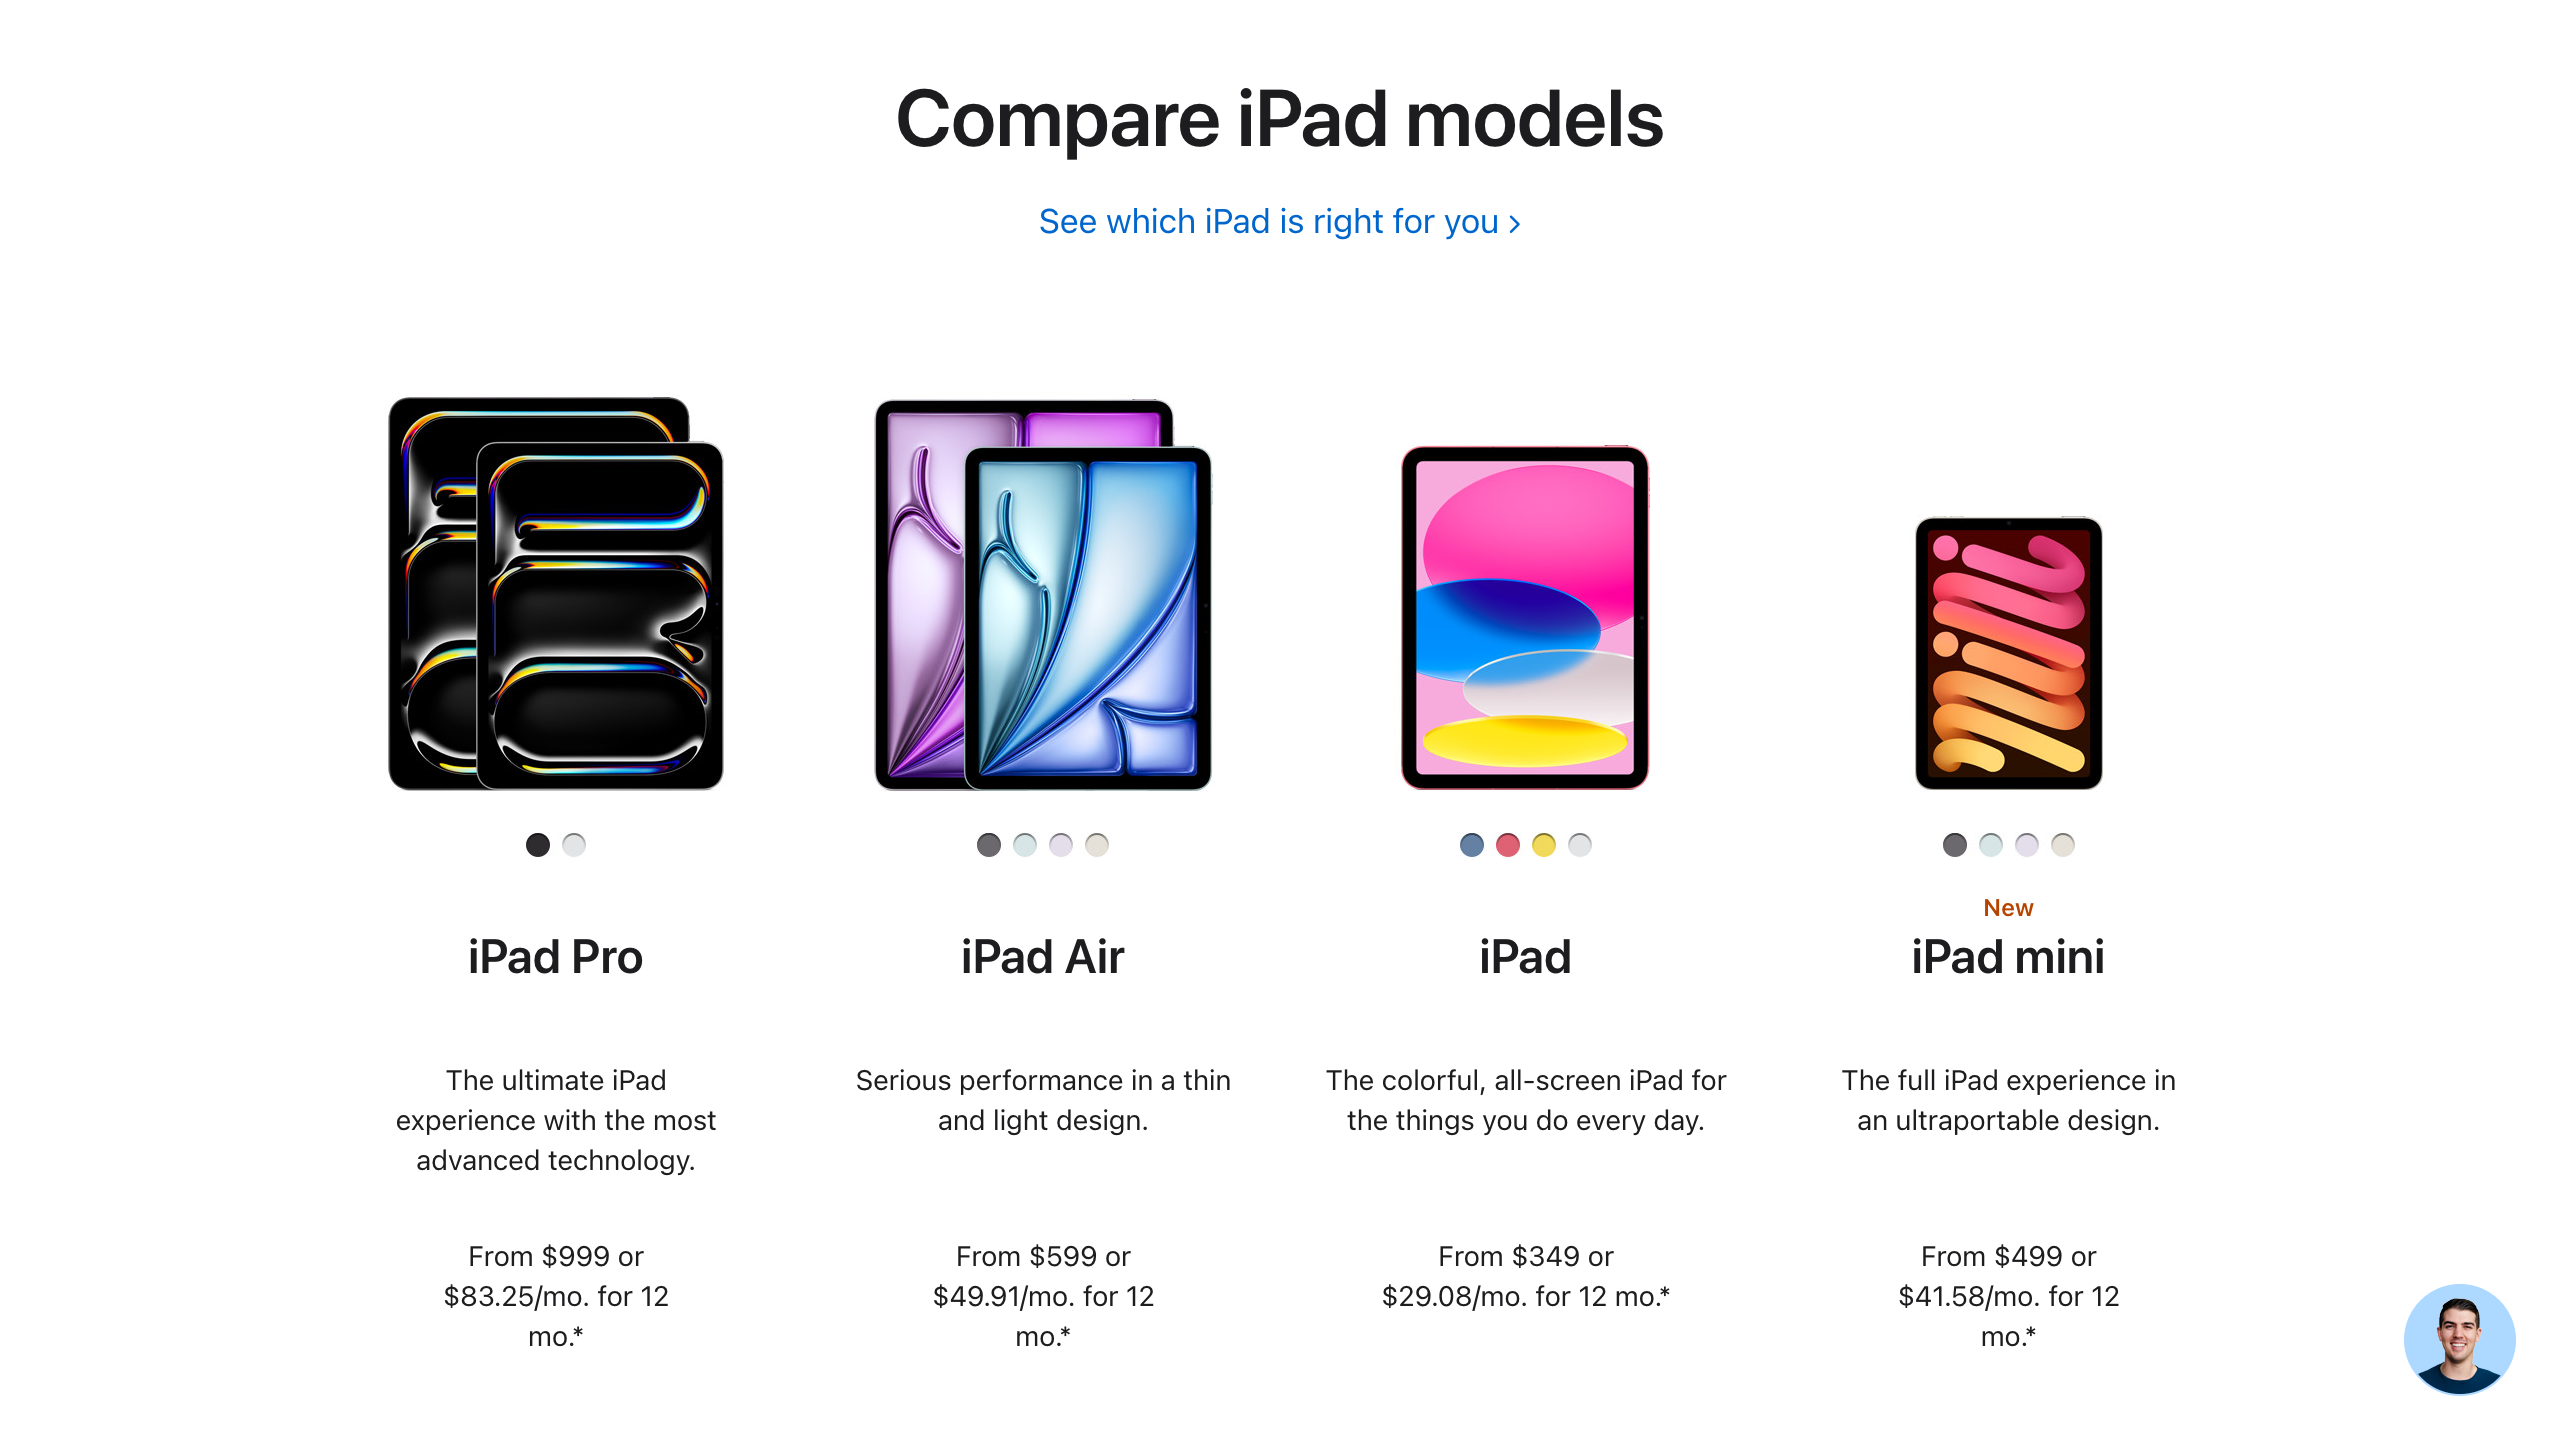 Compare iPad models
See which iPad is right for you ›
iPad Pro
The ultimate iPad
experience with the most
advanced technology.
From $999 or
$83.25/mo. for 12
mo.*
iPad Air
Serious performance in a thin
and light design.
From $599 or
$49.91/mo. for 12
mo.*
iPad
The colorful, all-screen iPad for
the things you do every day.
From $349 or
$29.08/mo. for 12 mo.*
New
iPad mini
The full iPad experience in
an ultraportable design.
From $499 or
$41.58/mo. for 12
mo.*